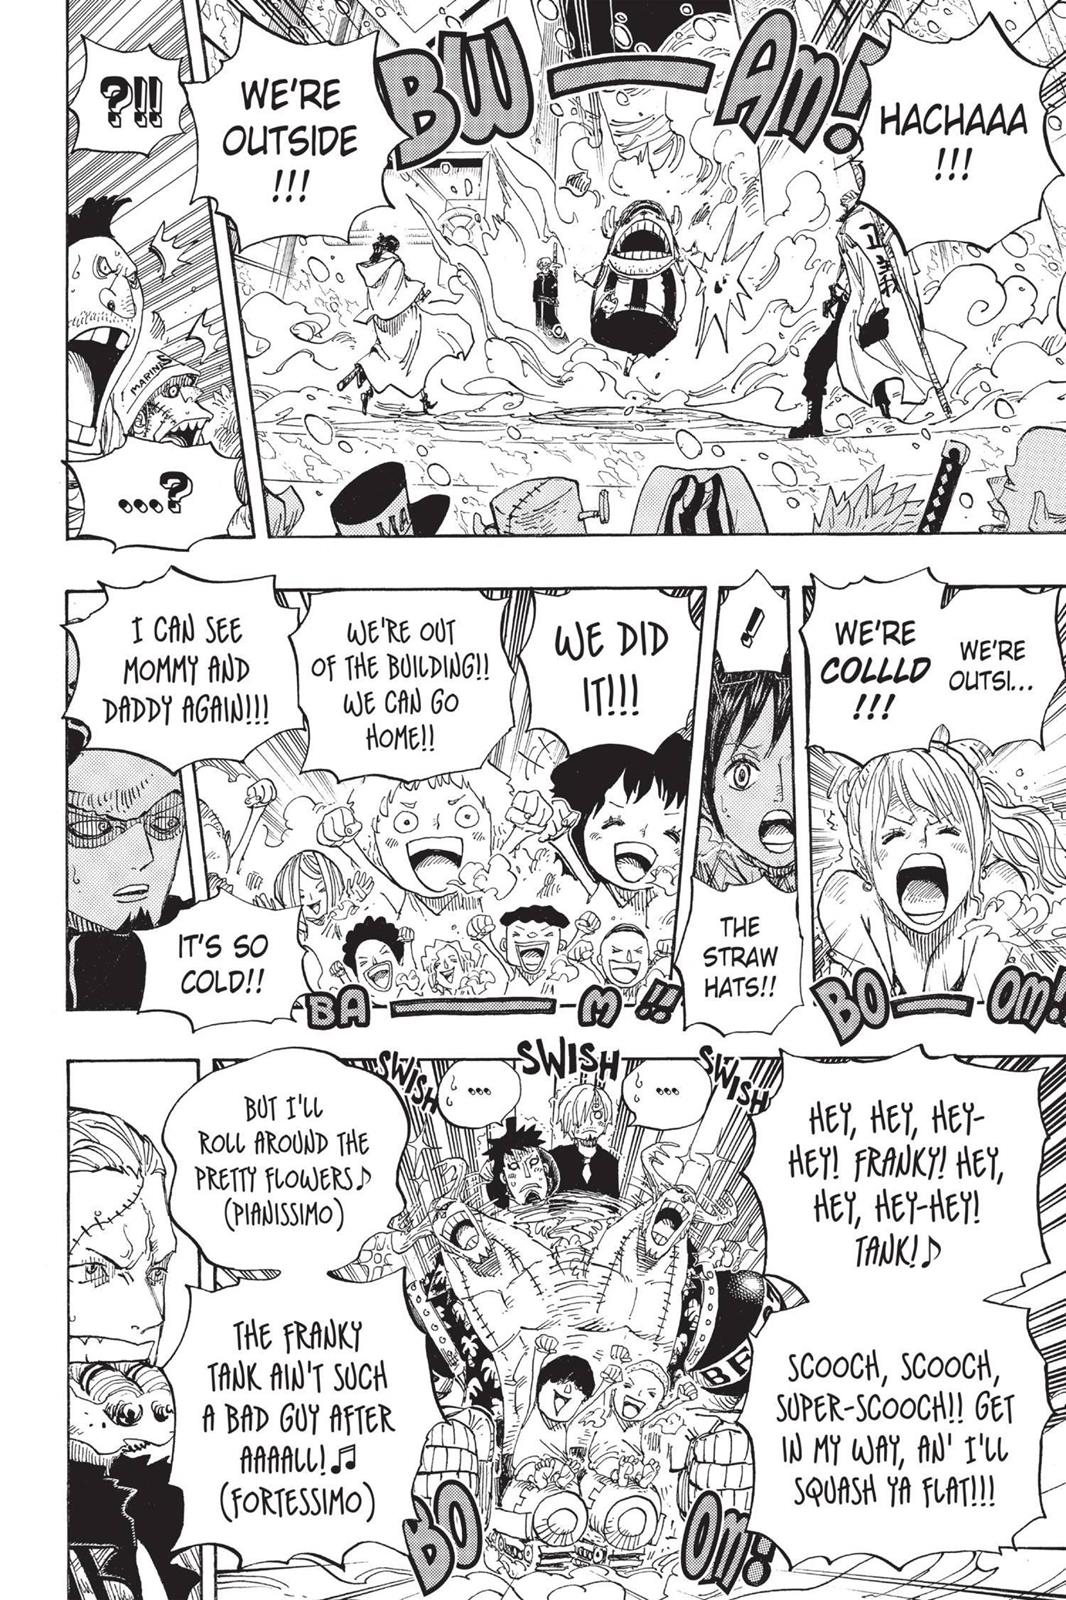 HACHAAA
!!!
BW—AM!
WE'RE
OUTSIDE
!!!
?!!
MARINE
...?
WE'RE
OUTSI...
WE'RE
COLLLD
!!!
BO—OM!
!
THE
STRAW
HATS!!
WE DID
IT!!!
WE'RE OUT
OF THE BUILDING!!
WE CAN GO
HOME!!
I CAN SEE
MOMMY AND
DADDY AGAIN!!!
IT'S SO
COLD!!
BA—M!!
HEY, HEY, HEY-
HEY! FRANKY! HEY,
HEY, HEY-HEY!
TANK!♪
SCOOCH, SCOOCH,
SUPER-SCOOCH!! GET
IN MY WAY, AN' I'LL
SQUASH YA FLAT!!!
SWISH
SWISH
SWISH
...
...
BF
BO OM!!
BUT I'LL
ROLL AROUND THE
PRETTY FLOWERS♪
(PIANISSIMO)
THE FRANKY
TANK AIN'T SUCH
A BAD GUY AFTER
AAAALL!♫
(FORTESSIMO)